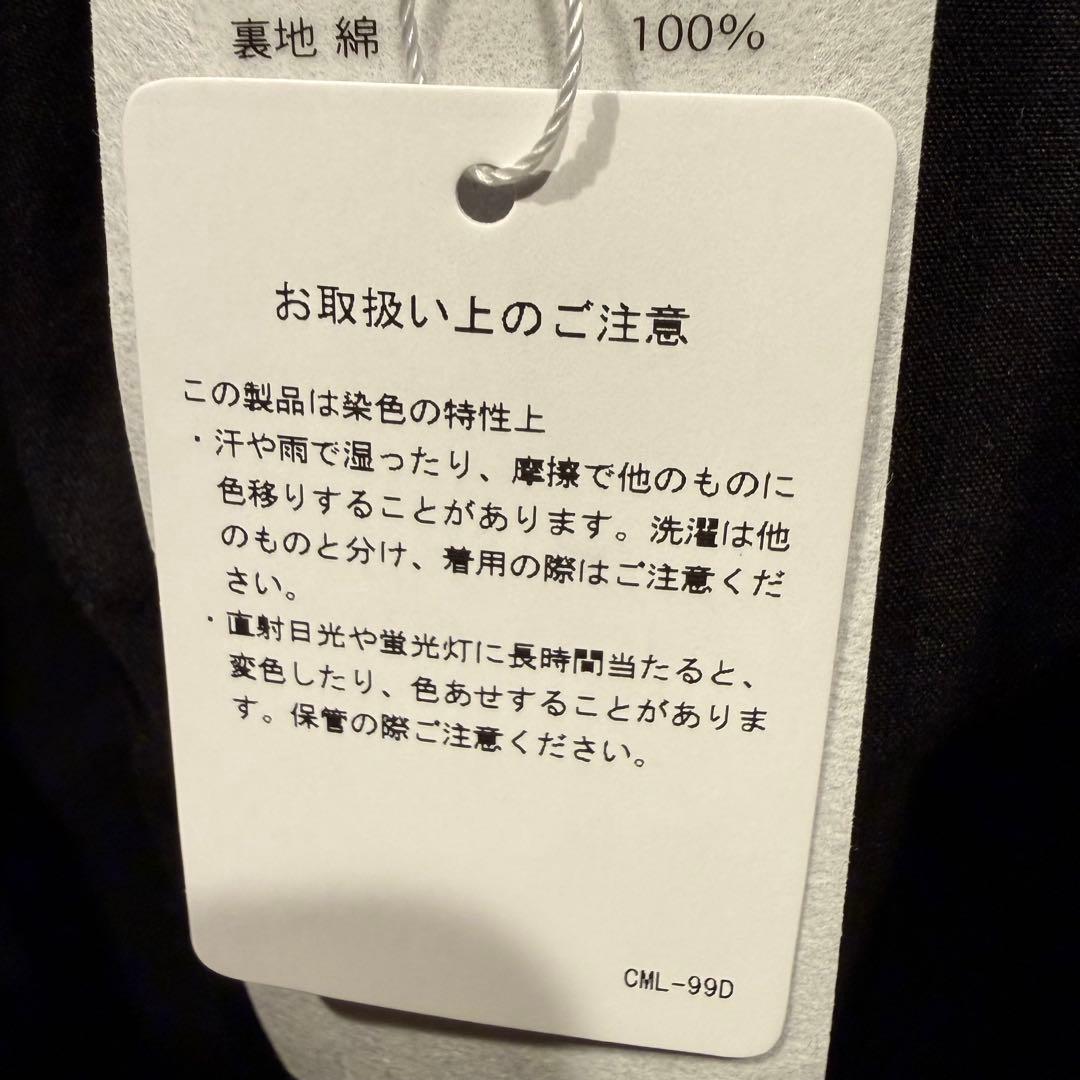 裏地 綿 100%
お取扱い上のご注意
この製品は染色の特性上
・汗や雨で湿ったり、摩擦で他のものに
色移りすることがあります。洗濯は他
のものと分け、着用の際はご注意くだ
さい。
・直射日光や蛍光灯に長時間当たると、
変色したり、色あせすることがありま
す。保管の際ご注意ください。
CML-99D